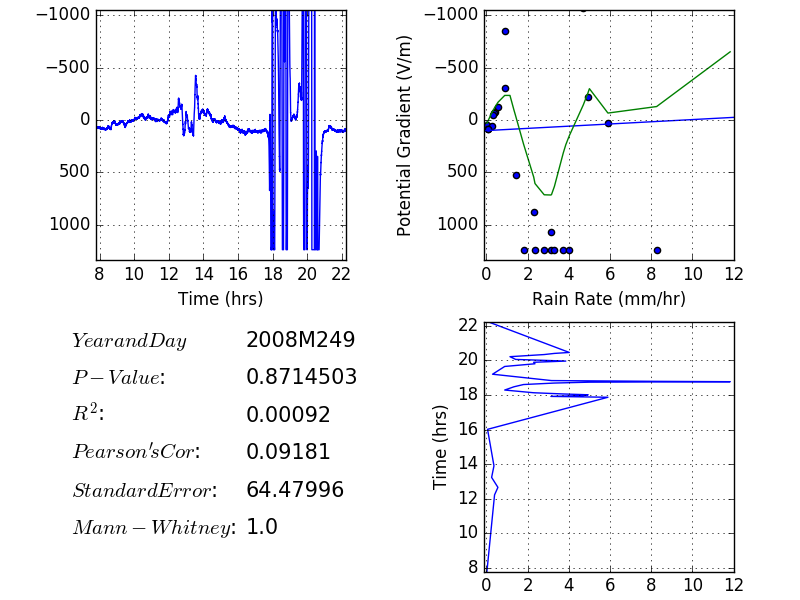 −1000
−500
0
500
1000
8 10 12 14 16 18 20 22
Time (hrs)
Potential Gradient (V/m)
−1000
−500
0
500
1000
0 2 4 6 8 10 12
Rain Rate (mm/hr)
YearandDay 2008M249
P − Value: 0.8714503
R²: 0.00092
Pearson′sCor: 0.09181
StandardError: 64.47996
Mann − Whitney: 1.0
Time (hrs)
22
20
18
16
14
12
10
8
0 2 4 6 8 10 12